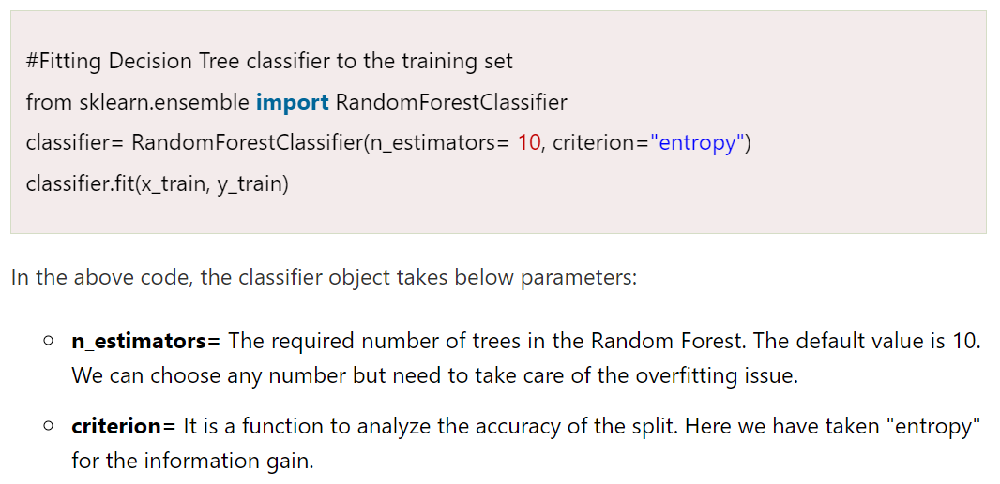 #Fitting Decision Tree classifier to the training set
from sklearn.ensemble import RandomForestClassifier
classifier= RandomForestClassifier(n_estimators= 10, criterion="entropy")
classifier.fit(x_train, y_train)
In the above code, the classifier object takes below parameters:
n_estimators= The required number of trees in the Random Forest. The default value is 10.
We can choose any number but need to take care of the overfitting issue.
criterion= It is a function to analyze the accuracy of the split. Here we have taken "entropy"
for the information gain.